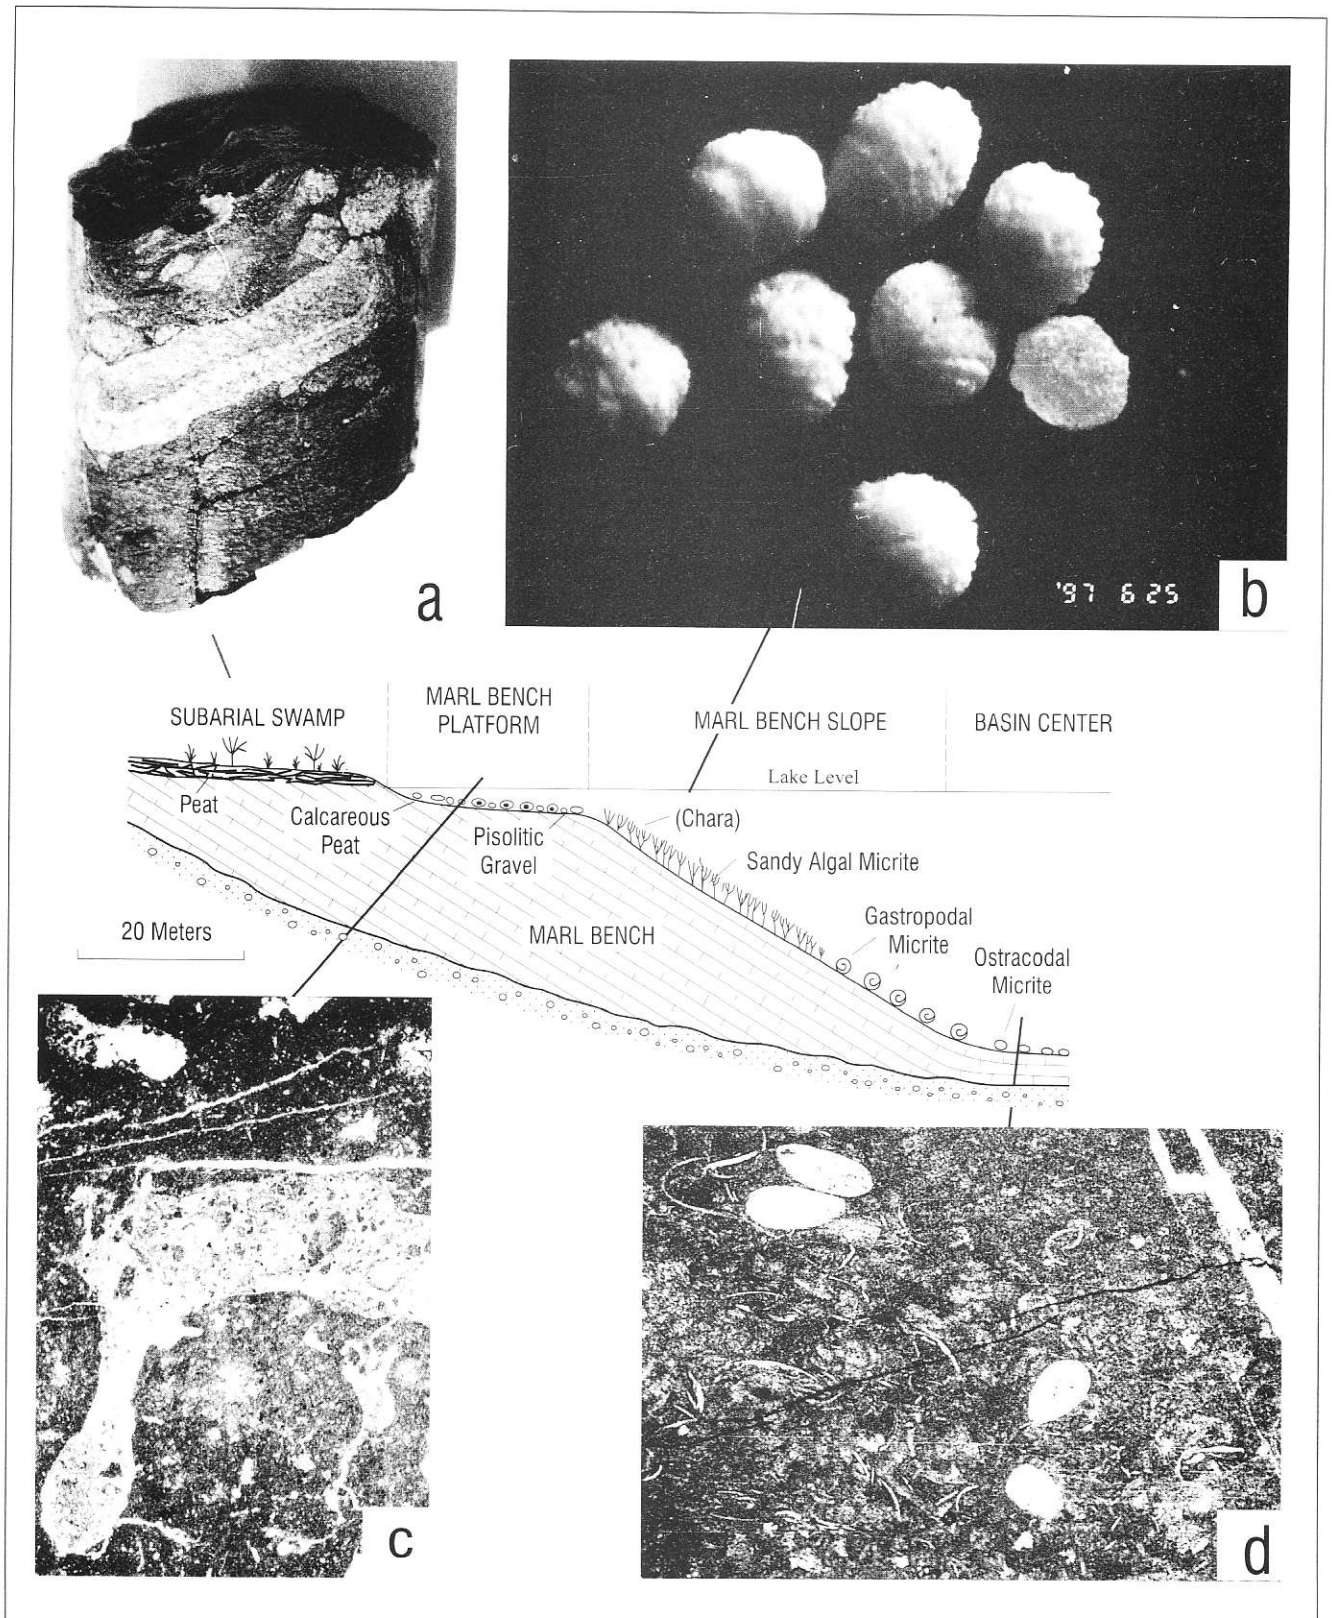 a
'97 6 25
b
SUBARIAL SWAMP
MARL BENCH
PLATFORM
MARL BENCH SLOPE
BASIN CENTER
Lake Level
Peat
Calcareous
Peat
Pisolitic
Gravel
(Chara)
Sandy Algal Micrite
20 Meters
MARL BENCH
Gastropodal
Micrite
Ostracodal
Micrite
c
d